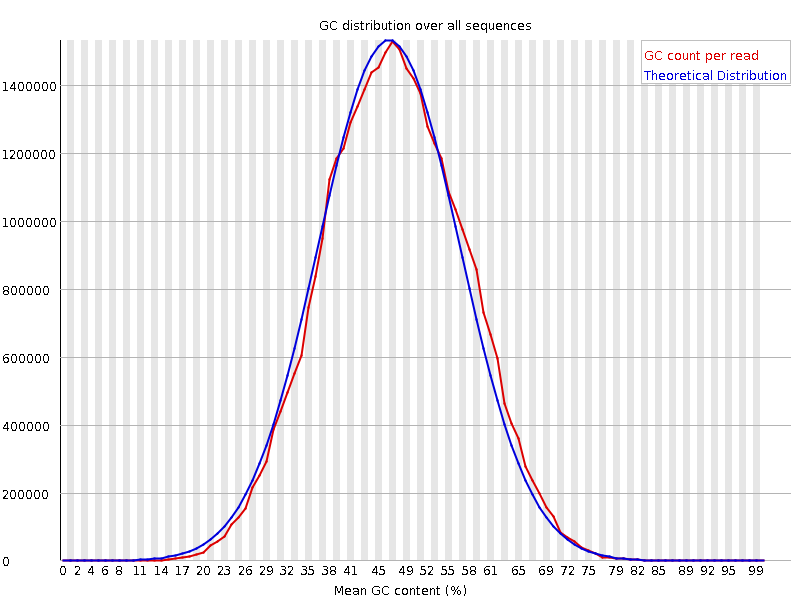 GC distribution over all sequences
GC count per read
Theoretical Distribution
1400000
1200000
1000000
800000
600000
400000
200000
0
0 2 4 6 8 11 14 17 20 23 26 29 32 35 38 41 45 49 52 55 58 61 65 69 72 75 79 82 85 89 92 95 99
Mean GC content (%)